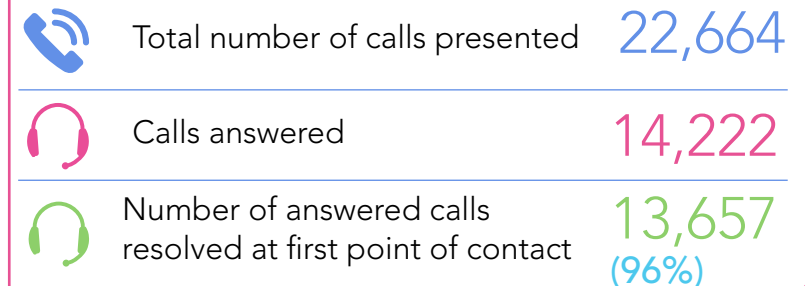 Total number of calls presented 22,664
Calls answered 14,222
Number of answered calls
resolved at first point of contact 13,657
(96%)